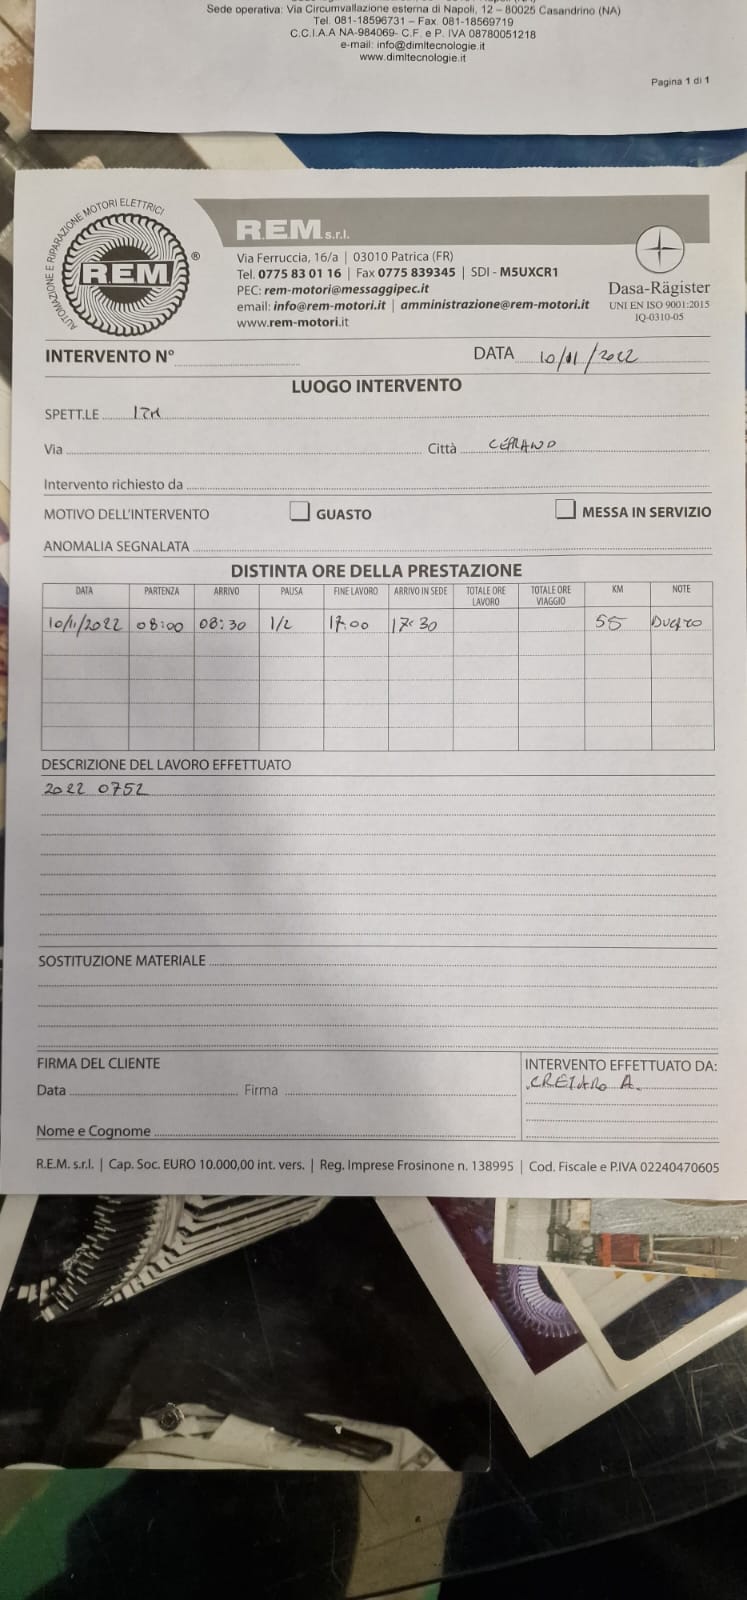 Sede operativa: Via Circumvallazione esterna di Napoli, 12 – 80025 Casandrino (NA)
Tel. 081-18596731 – Fax. 081-18569719
C.C.I.A.A NA-984069- C.F. e P. IVA 08780051218
e-mail: info@dimltecnologie.it
www.dimltecnologie.it
Pagina 1 di 1
AUTOMAZIONE E RIPARAZIONE MOTORI ELETTRICI
REM ®
R.E.M. s.r.l.
Via Ferruccia, 16/a | 03010 Patrica (FR)
Tel. 0775 83 01 16 | Fax 0775 839345 | SDI - M5UXCR1
PEC: rem-motori@messaggipec.it
email: info@rem-motori.it | amministrazione@rem-motori.it
www.rem-motori.it
Dasa-Rägister
UNI EN ISO 9001:2015
IQ-0310-05
INTERVENTO N° DATA 10/11/2022
LUOGO INTERVENTO
SPETT.LE
Via Città
Intervento richiesto da
MOTIVO DELL'INTERVENTO GUASTO MESSA IN SERVIZIO
ANOMALIA SEGNALATA
DISTINTA ORE DELLA PRESTAZIONE
DATA PARTENZA ARRIVO PAUSA FINE LAVORO ARRIVO IN SEDE TOTALE ORE LAVORO TOTALE ORE VIAGGIO KM NOTE
10/11/2022 08:00 08:30 1/2 17:00 17:30 55
DESCRIZIONE DEL LAVORO EFFETTUATO
2022 0752
SOSTITUZIONE MATERIALE
FIRMA DEL CLIENTE INTERVENTO EFFETTUATO DA:
CRETARO A.
Data Firma
Nome e Cognome
R.E.M. s.r.l. | Cap. Soc. EURO 10.000,00 int. vers. | Reg. Imprese Frosinone n. 138995 | Cod. Fiscale e P.IVA 02240470605